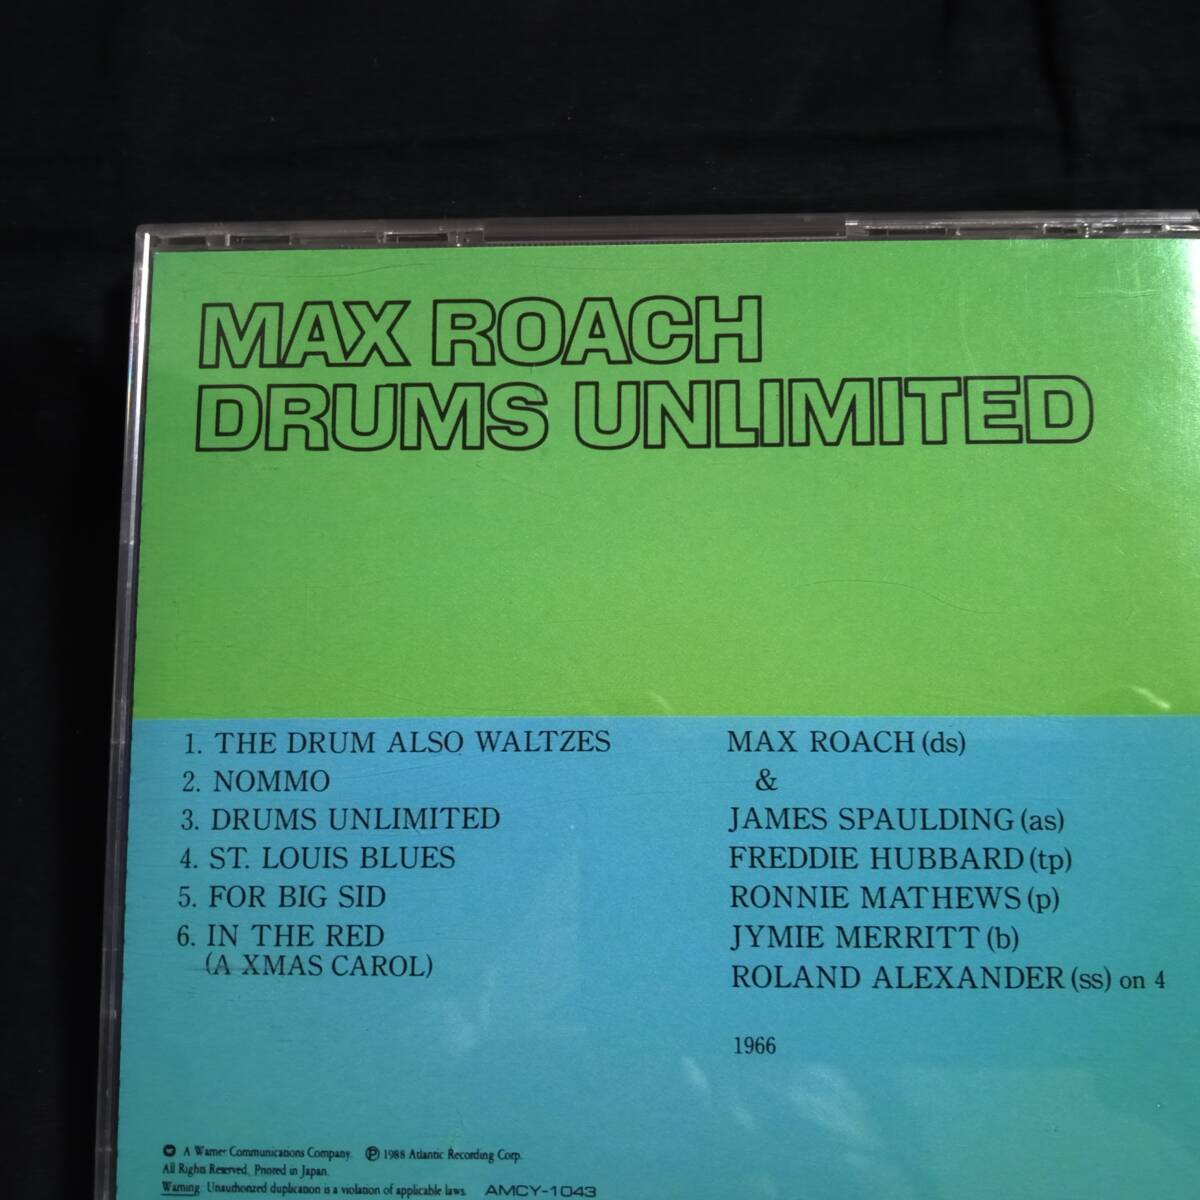 MAX ROACH
DRUMS UNLIMITED
1. THE DRUM ALSO WALTZES
2. NOMMO
3. DRUMS UNLIMITED
4. ST. LOUIS BLUES
5. FOR BIG SID
6. IN THE RED
(A XMAS CAROL)
MAX ROACH (ds)
&
JAMES SPAULDING (as)
FREDDIE HUBBARD (tp)
RONNIE MATHEWS (p)
JYMIE MERRITT (b)
ROLAND ALEXANDER (ss) on 4
1966
A Warner Communications Company. ℗ 1988 Atlantic Recording Corp.
All Rights Reserved. Printed in Japan.
Warning: Unauthorized duplication is a violation of applicable laws. AMCY-1043